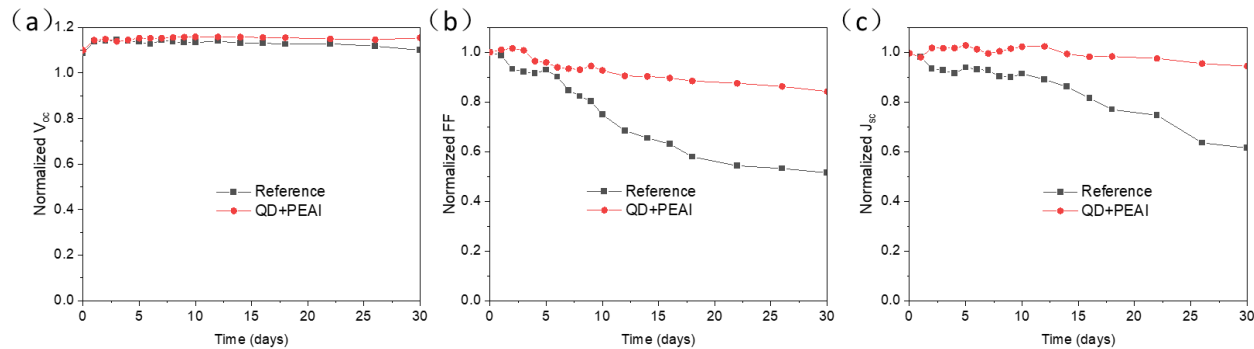 （a）
1.2
1.0
0.8
0.6
0.4
0.2
0.0
Normalized Voc
Reference
QD+PEAI
0 5 10 15 20 25 30
Time (days)
（b）
1.0
0.8
0.6
0.4
0.2
0.0
Normalized FF
Reference
QD+PEAI
0 5 10 15 20 25 30
Time (days)
（c）
1.0
0.8
0.6
0.4
0.2
0.0
Normalized Jsc
Reference
QD+PEAI
0 5 10 15 20 25 30
Time (days)